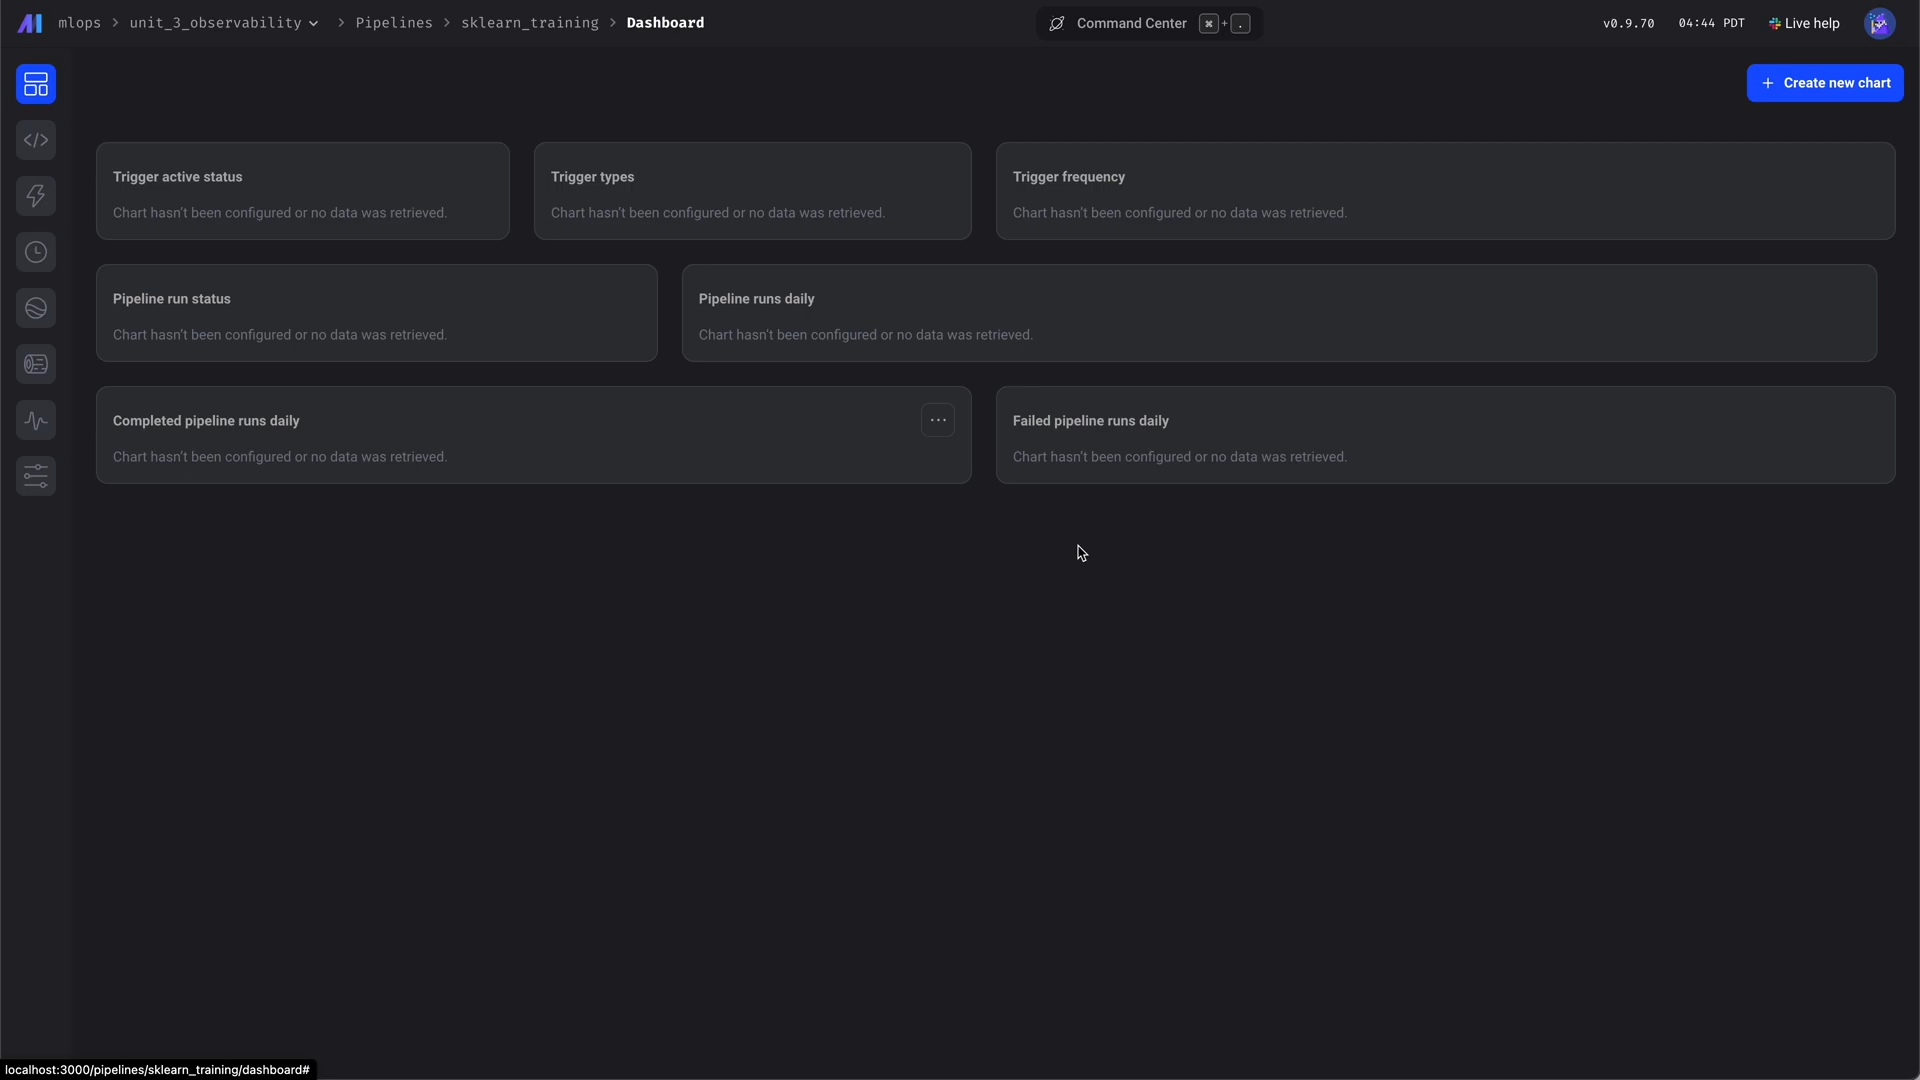 mlops > unit_3_observability > Pipelines > sklearn_training > Dashboard
Command Center ⌘ + .
v0.9.70
04:44 PDT
Live help
+ Create new chart
Trigger active status
Chart hasn't been configured or no data was retrieved.
Trigger types
Chart hasn't been configured or no data was retrieved.
Trigger frequency
Chart hasn't been configured or no data was retrieved.
Pipeline run status
Chart hasn't been configured or no data was retrieved.
Pipeline runs daily
Chart hasn't been configured or no data was retrieved.
Completed pipeline runs daily
Chart hasn't been configured or no data was retrieved.
Failed pipeline runs daily
Chart hasn't been configured or no data was retrieved.
localhost:3000/pipelines/sklearn_training/dashboard#